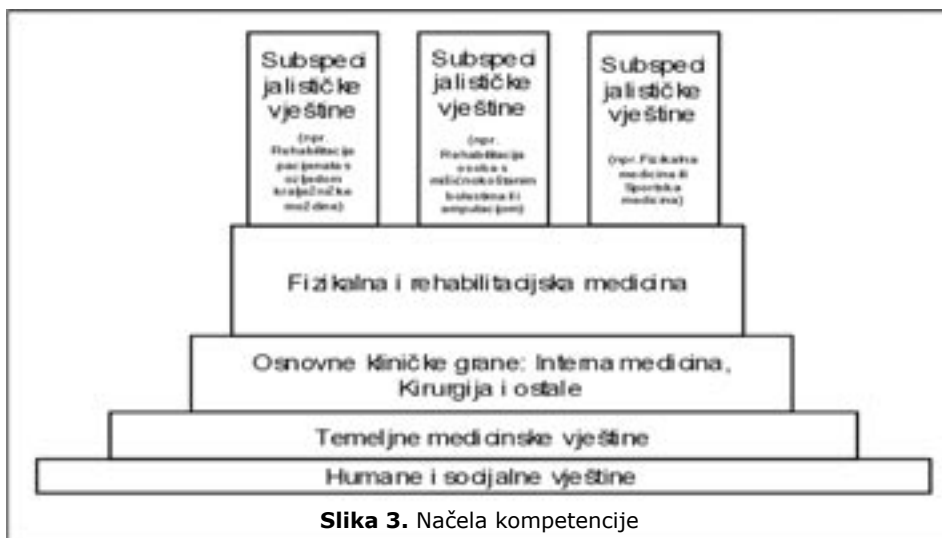 Subspeci
jalističke
vještine
(npr.
Rehabilitacija
pacijenata s
ozljedom
kralježničke
moždine)
Subspeci
jalističke
vještine
(npr.
Rehabilitacija
osoba s
mišićnokoštanim
bolestima ili
amputacijom)
Subspeci
jalističke
vještine
(npr. Fizikalna
medicina ili
Sportska
medicina)
Fizikalna i rehabilitacijska medicina
Osnovne kliničke grane: Interna medicina,
Kirurgija i ostale
Temeljne medicinske vještine
Humane i socijalne vještine
Slika 3. Načela kompetencije